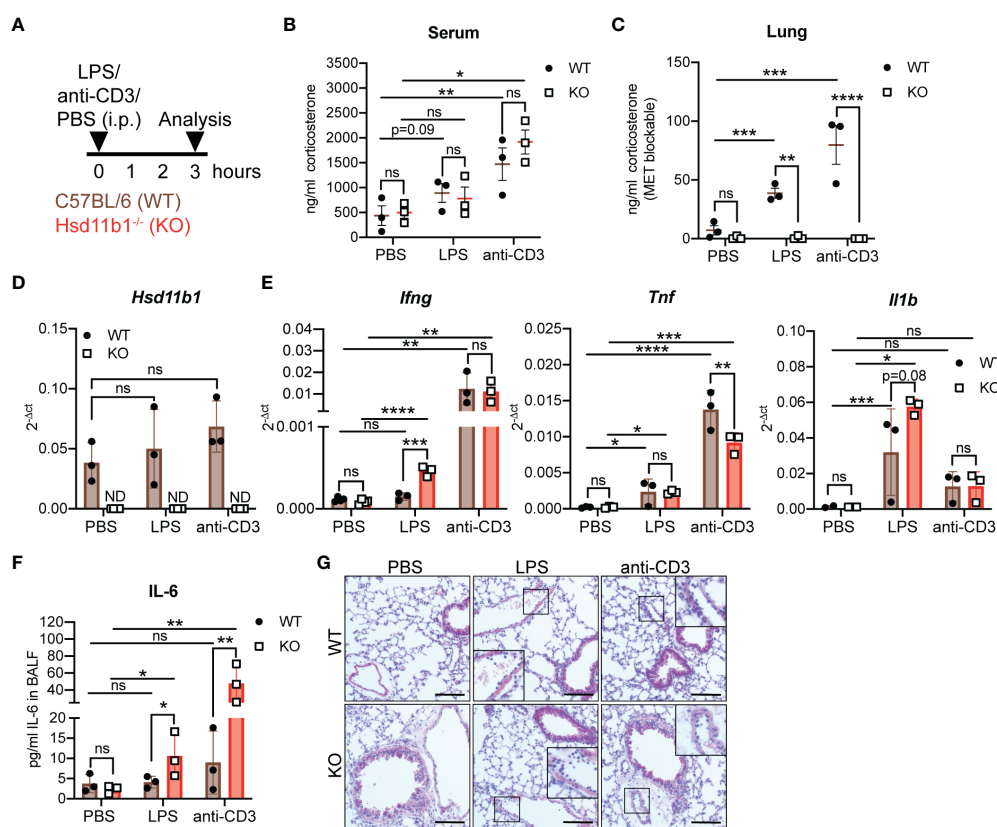 A
LPS/
anti-CD3/
PBS (i.p.) Analysis
0 1 2 3 hours
C57BL/6 (WT)
Hsd11b1-/- (KO)
B
Serum
ng/ml corticosterone
3500
3000
2500
2000
1500
1000
500
0
*
**
ns
ns
p=0.09
ns
ns
PBS LPS anti-CD3
WT
KO
C
Lung
ng/ml corticosterone
(MET blockable)
150
100
50
0
***
****
***
**
ns
PBS LPS anti-CD3
WT
KO
D
Hsd11b1
2-Δct
0.15
0.10
0.05
0.00
WT
KO
ns
ns
ND ND ND
PBS LPS anti-CD3
E
Ifng
2-Δct
0.04
0.03
0.02
0.01
0.001
0.000
**
**
ns
****
ns
***
ns
PBS LPS anti-CD3
Tnf
2-Δct
0.025
0.020
0.015
0.010
0.005
0.000
***
****
**
*
*
ns
ns
PBS LPS anti-CD3
Il1b
2-Δct
0.10
0.08
0.06
0.04
0.02
0.00
ns
ns
*
p=0.08
***
ns
ns
PBS LPS anti-CD3
WT
KO
F
IL-6
pg/ml IL-6 in BALF
120
100
80
60
40
20
15
10
5
0
**
ns
**
*
ns
*
ns
PBS LPS anti-CD3
WT
KO
G
PBS LPS anti-CD3
WT
KO